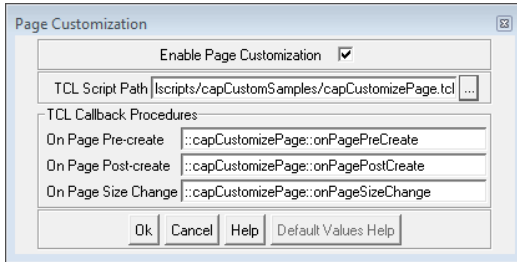 Page Customization
Enable Page Customization
TCL Script Path lscripts/capCustomSamples/capCustomizePage.tcl ...
TCL Callback Procedures
On Page Pre-create ::capCustomizePage::onPagePreCreate
On Page Post-create ::capCustomizePage::onPagePostCreate
On Page Size Change ::capCustomizePage::onPageSizeChange
Ok Cancel Help Default Values Help